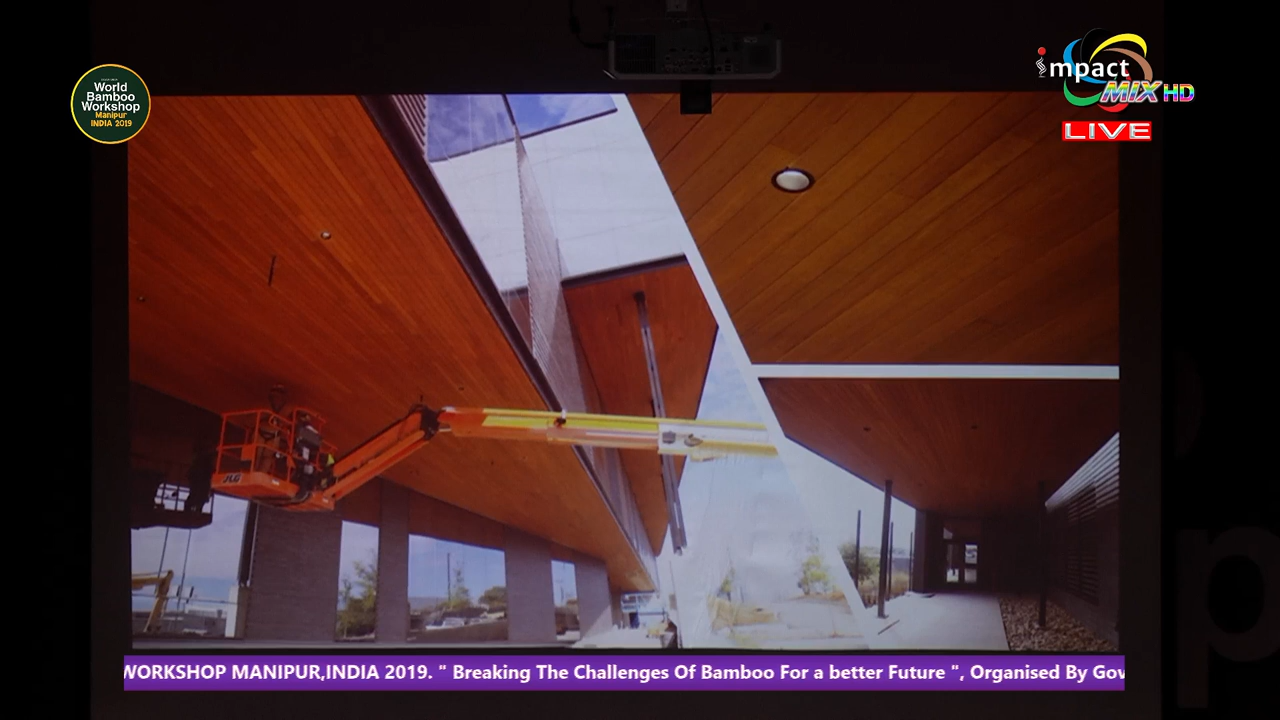 World
Bamboo
Workshop
Manipur
INDIA 2019
impact
MIX HD
LIVE
JLG
WORKSHOP MANIPUR,INDIA 2019. " Breaking The Challenges Of Bamboo For a better Future ", Organised By Gov